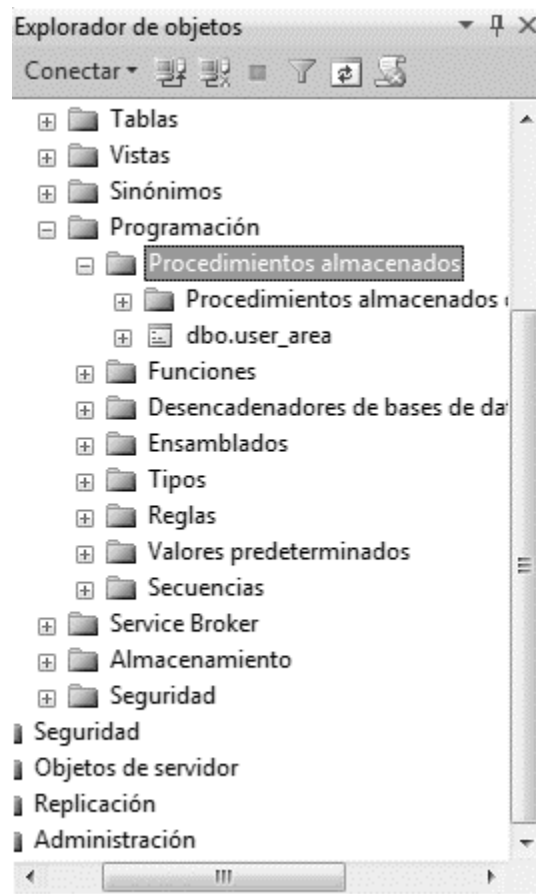 Explorador de objetos
Conectar
Tablas
Vistas
Sinónimos
Programación
Procedimientos almacenados
Procedimientos almacenados
dbo.user_area
Funciones
Desencadenadores de bases de da
Ensamblados
Tipos
Reglas
Valores predeterminados
Secuencias
Service Broker
Almacenamiento
Seguridad
Seguridad
Objetos de servidor
Replicación
Administración